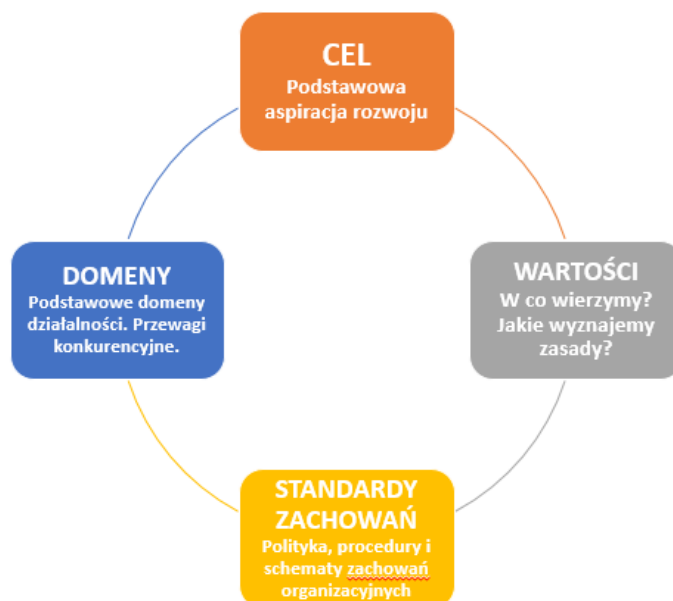 CEL
Podstawowa
aspiracja rozwoju
DOMENY
Podstawowe domeny
działalności. Przewagi
konkurencyjne.
WARTOŚCI
W co wierzymy?
Jakie wyznajemy
zasady?
STANDARDY
ZACHOWAŃ
Polityka, procedury i
schematy zachowań
organizacyjnych